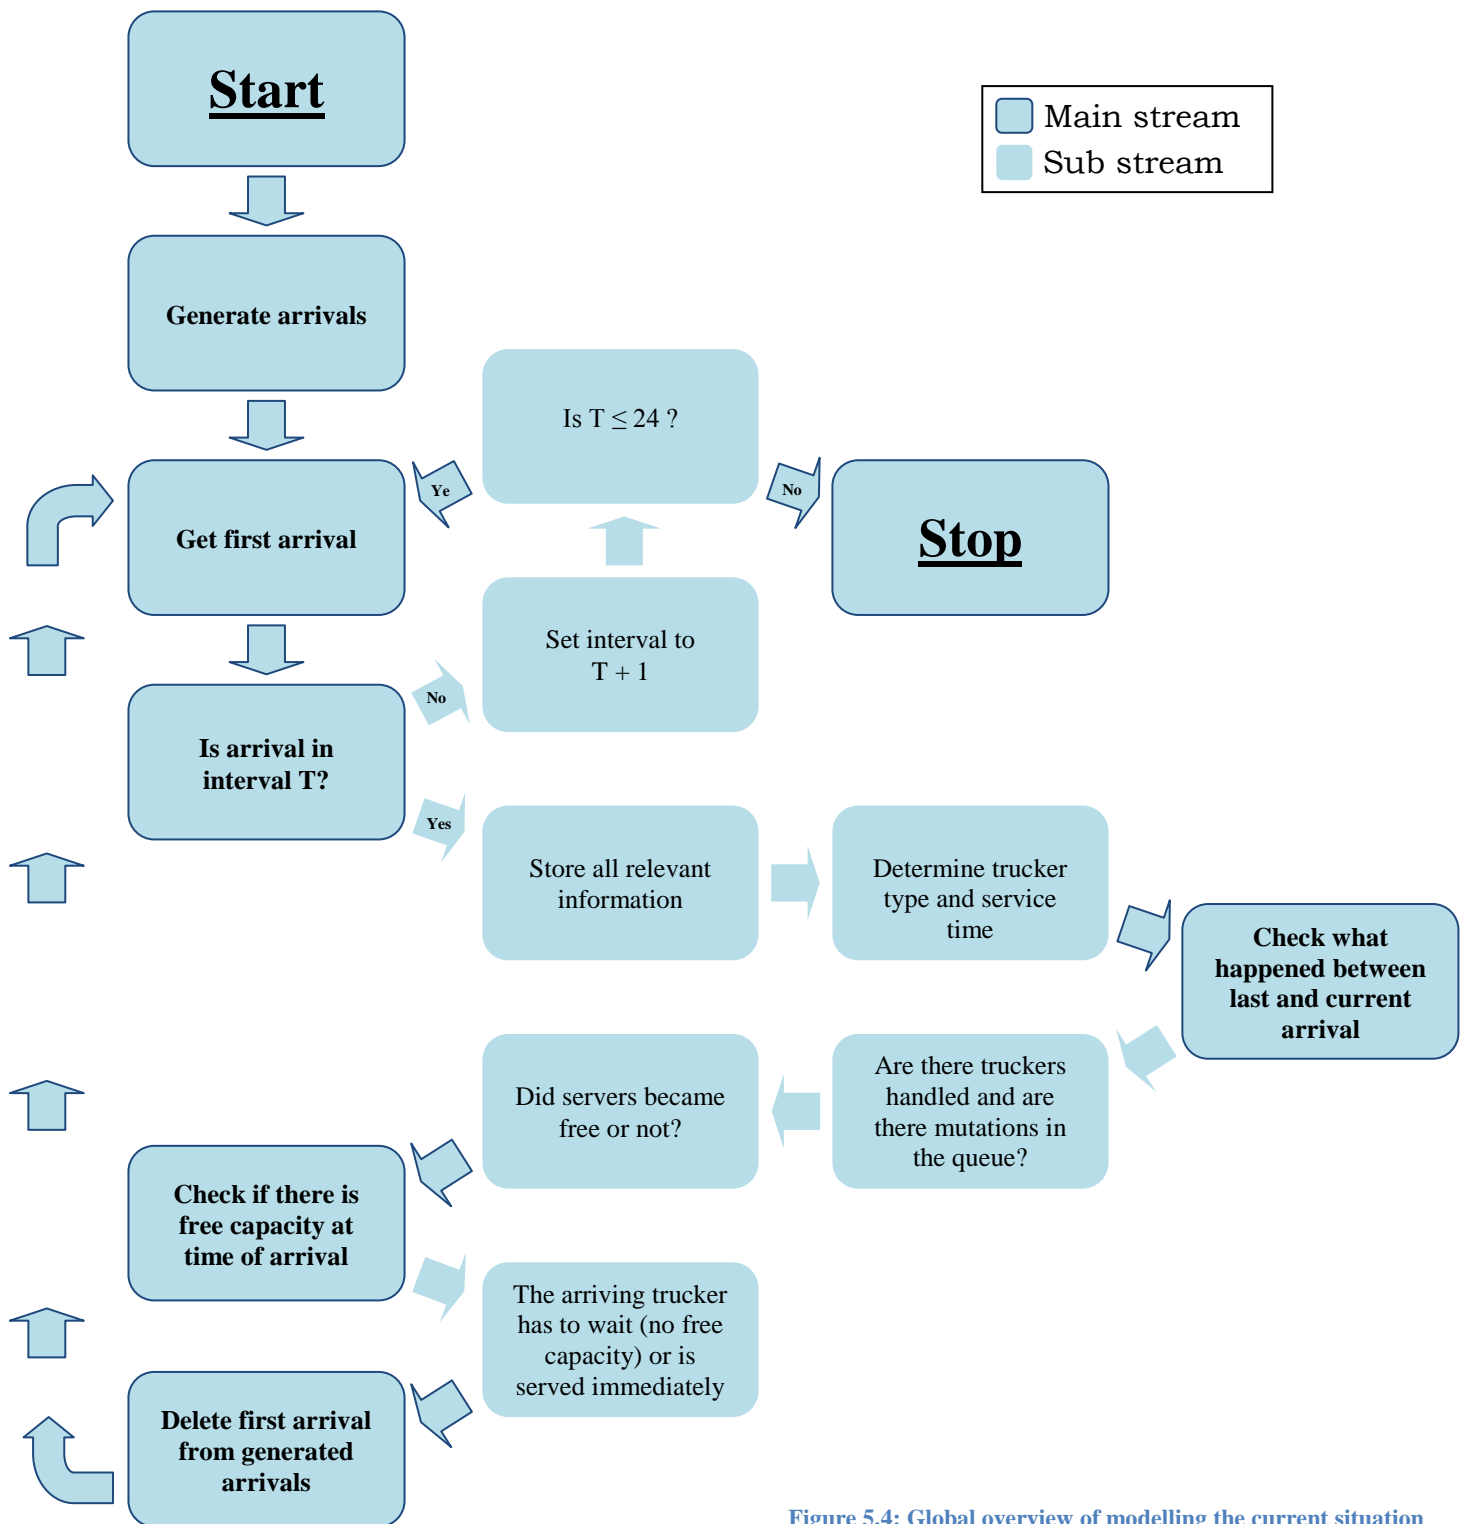 Start
Main stream
Sub stream
Generate arrivals
Is T ≤ 24 ?
Ye
No
Get first arrival
Stop
Set interval to
T + 1
No
Is arrival in
interval T?
Yes
Store all relevant
information
Determine trucker
type and service
time
Check what
happened between
last and current
arrival
Are there truckers
handled and are
there mutations in
the queue?
Did servers became
free or not?
Check if there is
free capacity at
time of arrival
The arriving trucker
has to wait (no free
capacity) or is
served immediately
Delete first arrival
from generated
arrivals
Figure 5.4: Global overview of modelling the current situation